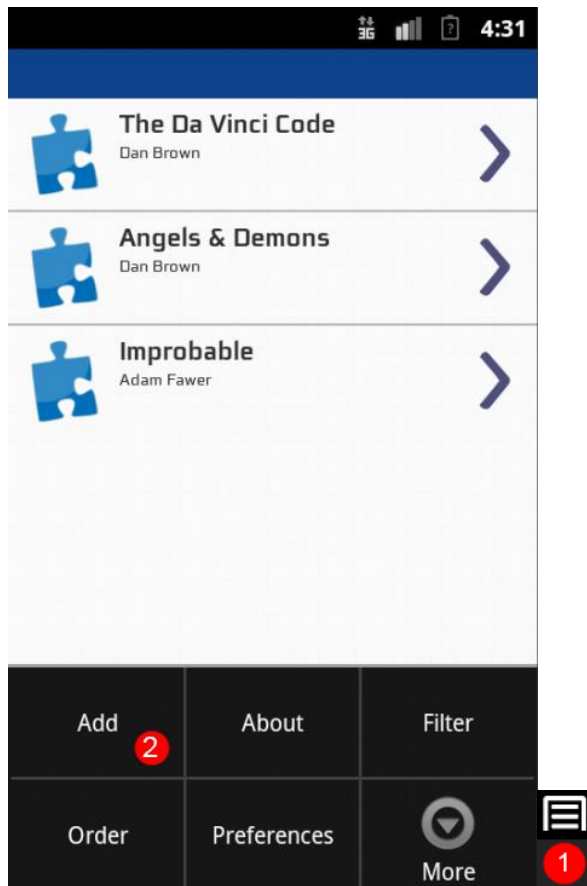 3G ? 4:31
The Da Vinci Code
Dan Brown
Angels & Demons
Dan Brown
Improbable
Adam Fawer
Add 2 About Filter
Order Preferences More
1